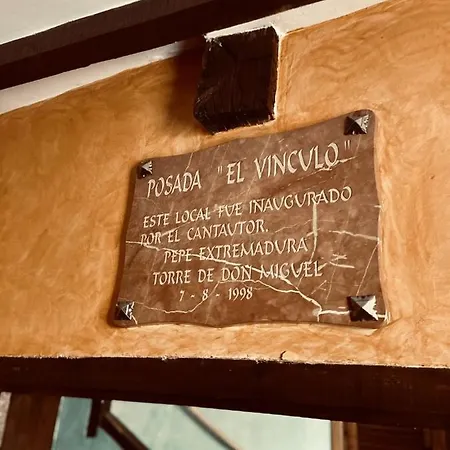 POSADA "EL VINCULO"
ESTE LOCAL FUE INAUGURADO
POR EL CANTAUTOR,
PEPE EXTREMADURA
TORRE DE DON MIGUEL
7 - 8 - 1998